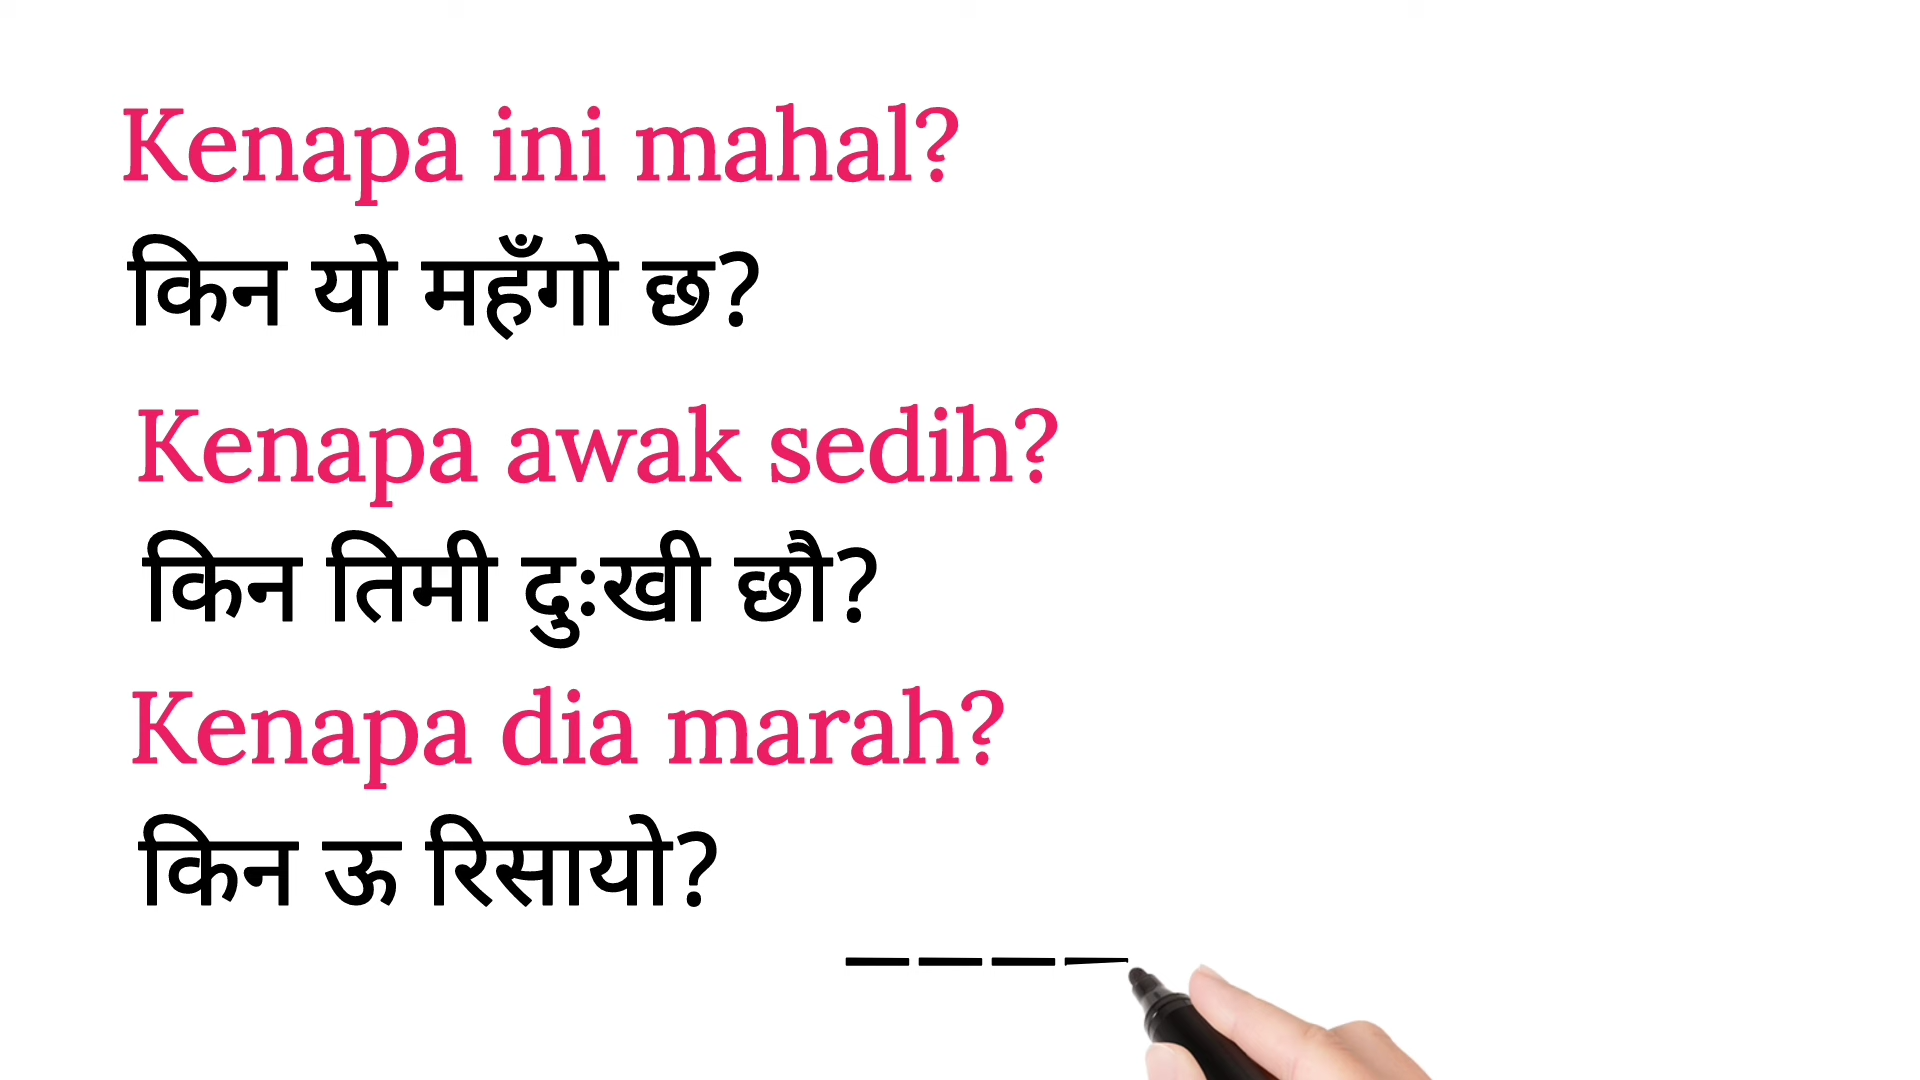 Kenapa ini mahal?
किन यो महँगो छ?
Kenapa awak sedih?
किन तिमी दुःखी छौ?
Kenapa dia marah?
किन ऊ रिसायो?
————